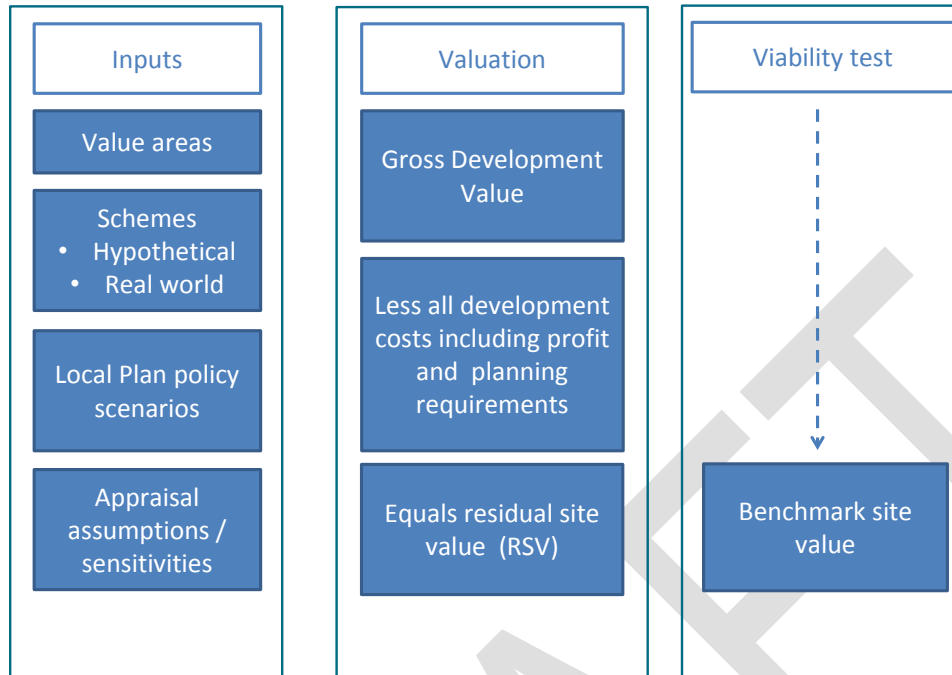 Inputs
Value areas
Schemes
• Hypothetical
• Real world
Local Plan policy
scenarios
Appraisal
assumptions /
sensitivities
Valuation
Gross Development
Value
Less all development
costs including profit
and planning
requirements
Equals residual site
value (RSV)
Viability test
Benchmark site
value